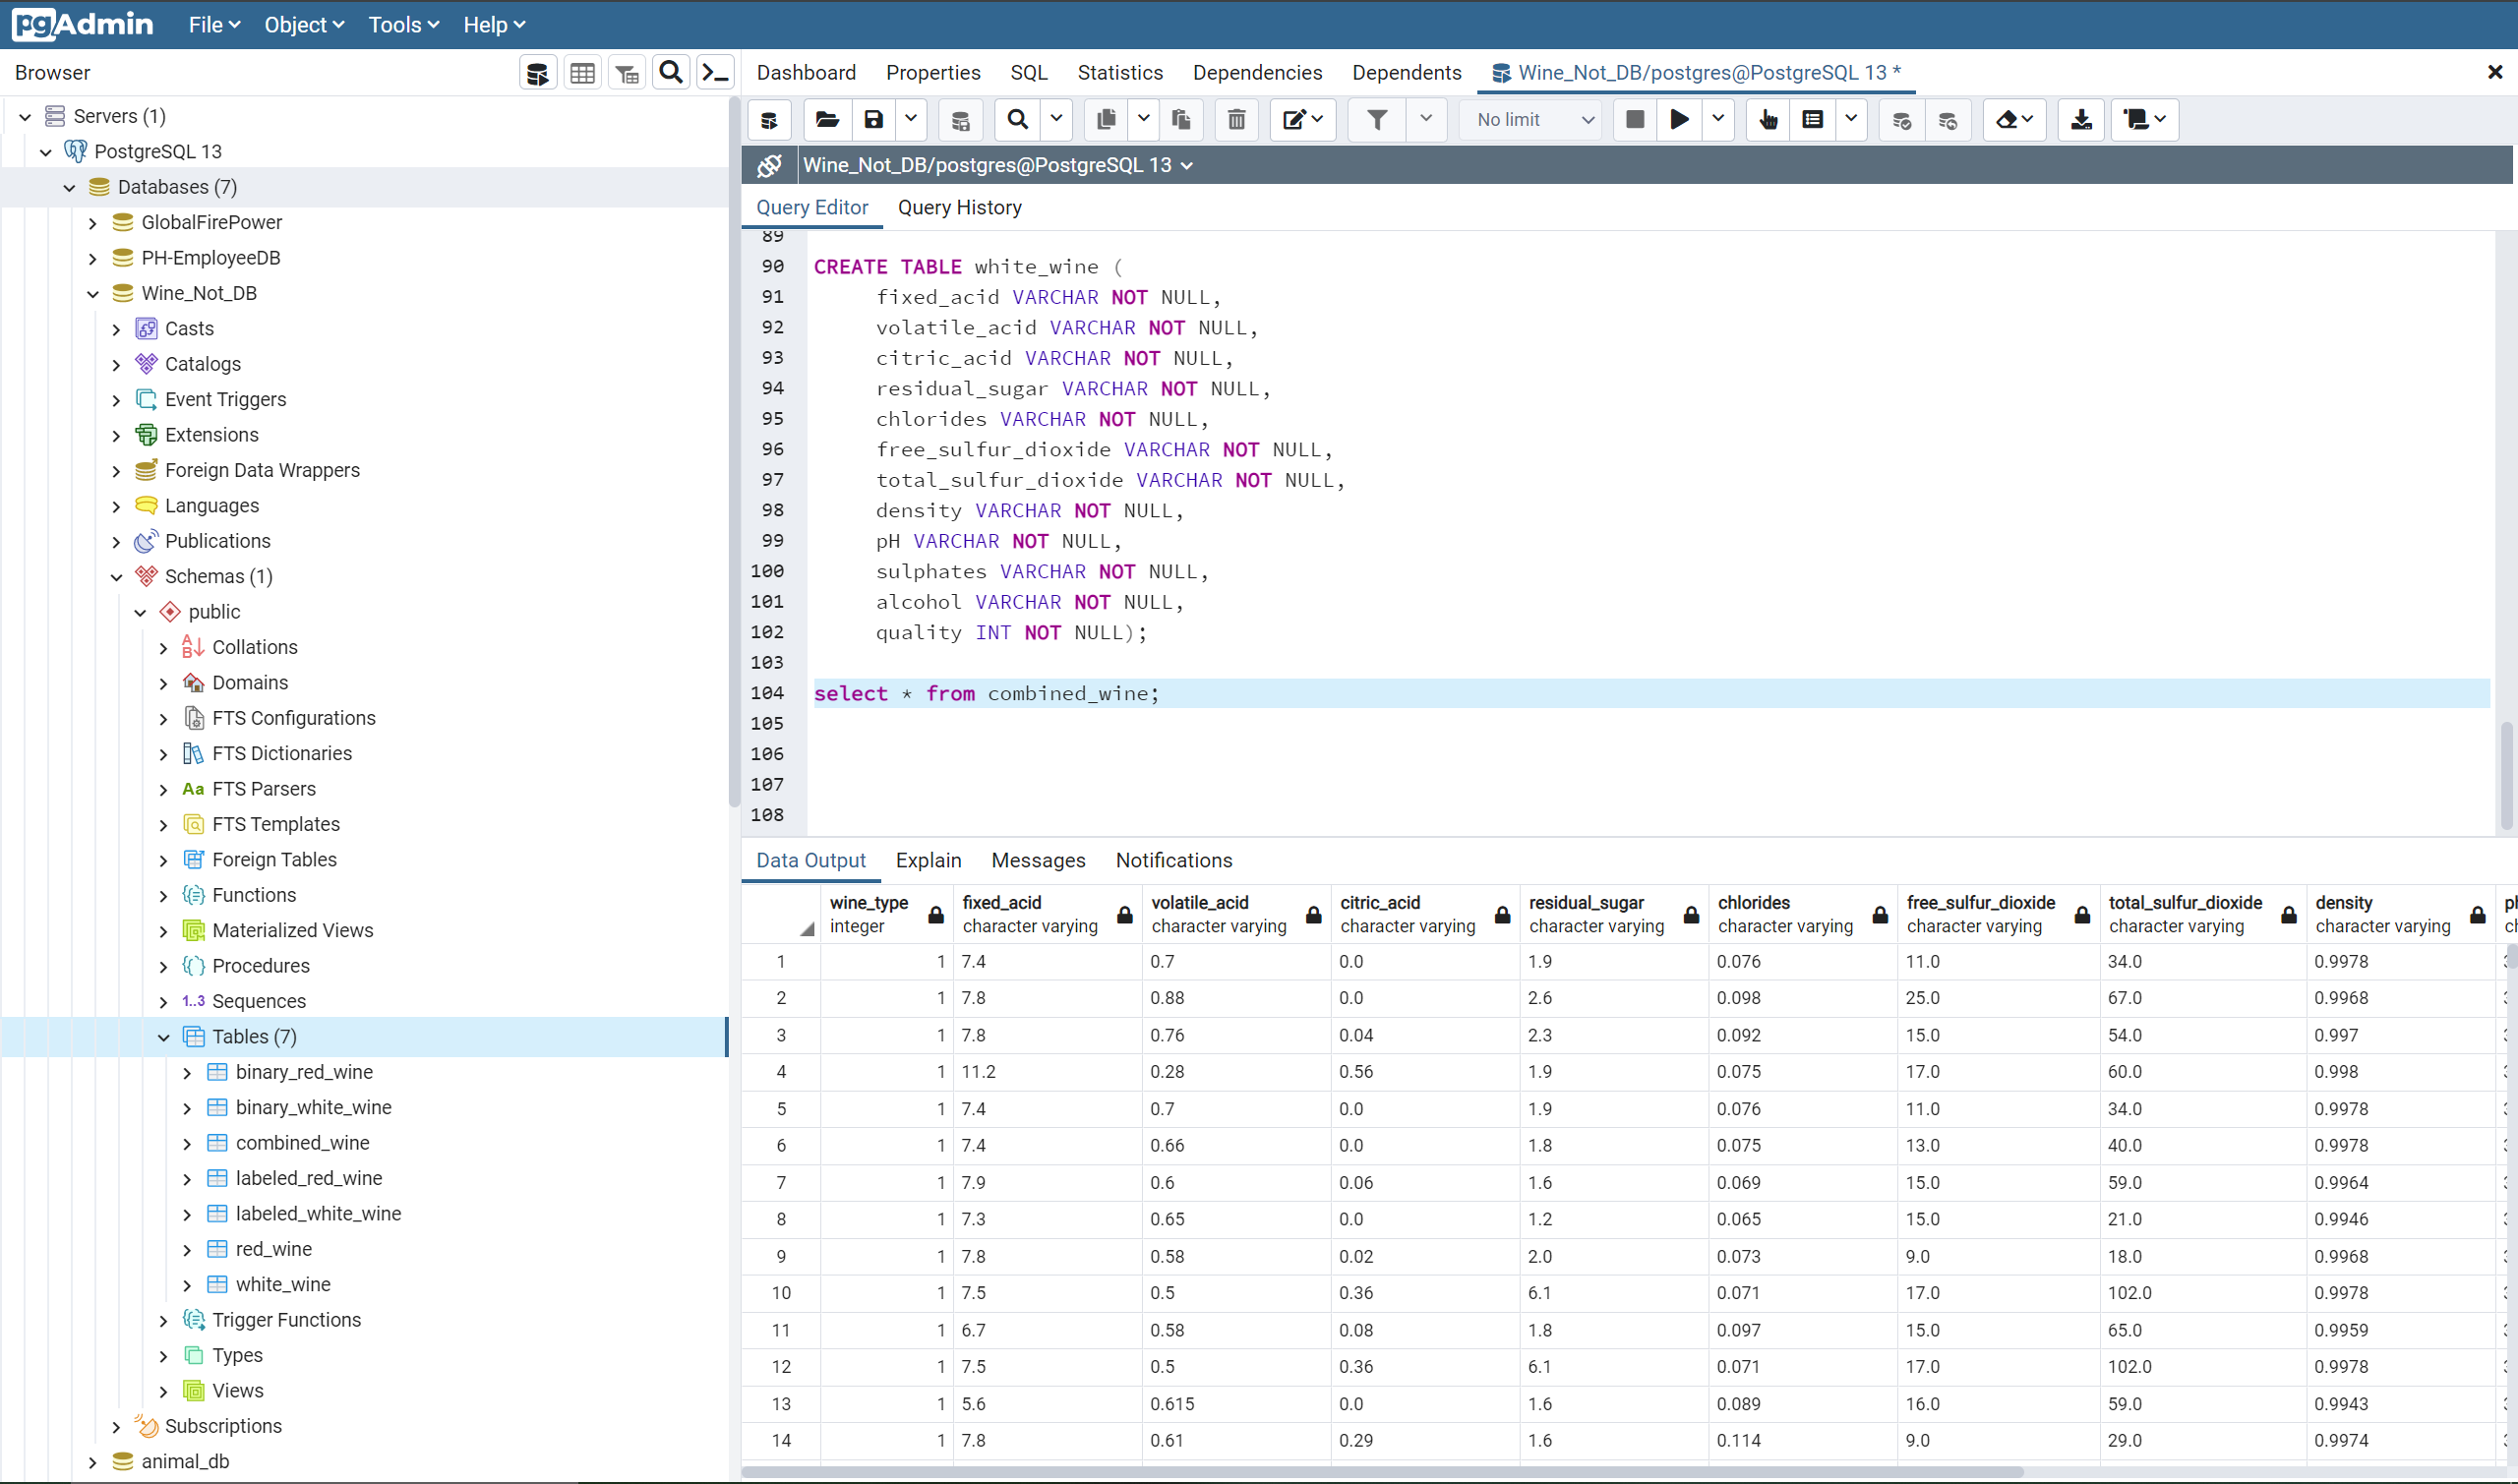 pgAdmin File Object Tools Help
Browser
Servers (1)
PostgreSQL 13
Databases (7)
GlobalFirePower
PH-EmployeeDB
Wine_Not_DB
Casts
Catalogs
Event Triggers
Extensions
Foreign Data Wrappers
Languages
Publications
Schemas (1)
public
Collations
Domains
FTS Configurations
FTS Dictionaries
Aa FTS Parsers
FTS Templates
Foreign Tables
Functions
Materialized Views
Procedures
1..3 Sequences
Tables (7)
binary_red_wine
binary_white_wine
combined_wine
labeled_red_wine
labeled_white_wine
red_wine
white_wine
Trigger Functions
Types
Views
Subscriptions
animal_db
Dashboard Properties SQL Statistics Dependencies Dependents Wine_Not_DB/postgres@PostgreSQL 13 *
No limit
Wine_Not_DB/postgres@PostgreSQL 13
Query Editor Query History
89
90 CREATE TABLE white_wine (
91 fixed_acid VARCHAR NOT NULL,
92 volatile_acid VARCHAR NOT NULL,
93 citric_acid VARCHAR NOT NULL,
94 residual_sugar VARCHAR NOT NULL,
95 chlorides VARCHAR NOT NULL,
96 free_sulfur_dioxide VARCHAR NOT NULL,
97 total_sulfur_dioxide VARCHAR NOT NULL,
98 density VARCHAR NOT NULL,
99 pH VARCHAR NOT NULL,
100 sulphates VARCHAR NOT NULL,
101 alcohol VARCHAR NOT NULL,
102 quality INT NOT NULL);
103
104 select * from combined_wine;
105
106
107
108
Data Output Explain Messages Notifications
wine_type fixed_acid volatile_acid citric_acid residual_sugar chlorides free_sulfur_dioxide total_sulfur_dioxide density
integer character varying character varying character varying character varying character varying character varying character varying character varying
1 1 7.4 0.7 0.0 1.9 0.076 11.0 34.0 0.9978
2 1 7.8 0.88 0.0 2.6 0.098 25.0 67.0 0.9968
3 1 7.8 0.76 0.04 2.3 0.092 15.0 54.0 0.997
4 1 11.2 0.28 0.56 1.9 0.075 17.0 60.0 0.998
5 1 7.4 0.7 0.0 1.9 0.076 11.0 34.0 0.9978
6 1 7.4 0.66 0.0 1.8 0.075 13.0 40.0 0.9978
7 1 7.9 0.6 0.06 1.6 0.069 15.0 59.0 0.9964
8 1 7.3 0.65 0.0 1.2 0.065 15.0 21.0 0.9946
9 1 7.8 0.58 0.02 2.0 0.073 9.0 18.0 0.9968
10 1 7.5 0.5 0.36 6.1 0.071 17.0 102.0 0.9978
11 1 6.7 0.58 0.08 1.8 0.097 15.0 65.0 0.9959
12 1 7.5 0.5 0.36 6.1 0.071 17.0 102.0 0.9978
13 1 5.6 0.615 0.0 1.6 0.089 16.0 59.0 0.9943
14 1 7.8 0.61 0.29 1.6 0.114 9.0 29.0 0.9974